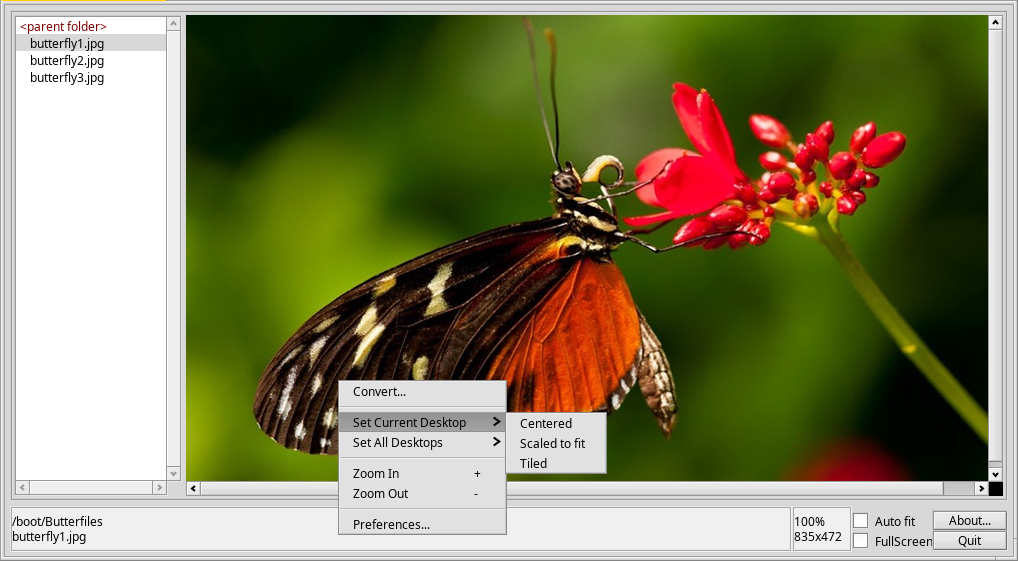 <parent folder>
butterfly1.jpg
butterfly2.jpg
butterfly3.jpg
Convert...
Set Current Desktop
Set All Desktops
Zoom In +
Zoom Out -
Preferences...
Centered
Scaled to fit
Tiled
/boot/Butterfiles
butterfly1.jpg
100%
835x472
Auto fit
FullScreen
About...
Quit